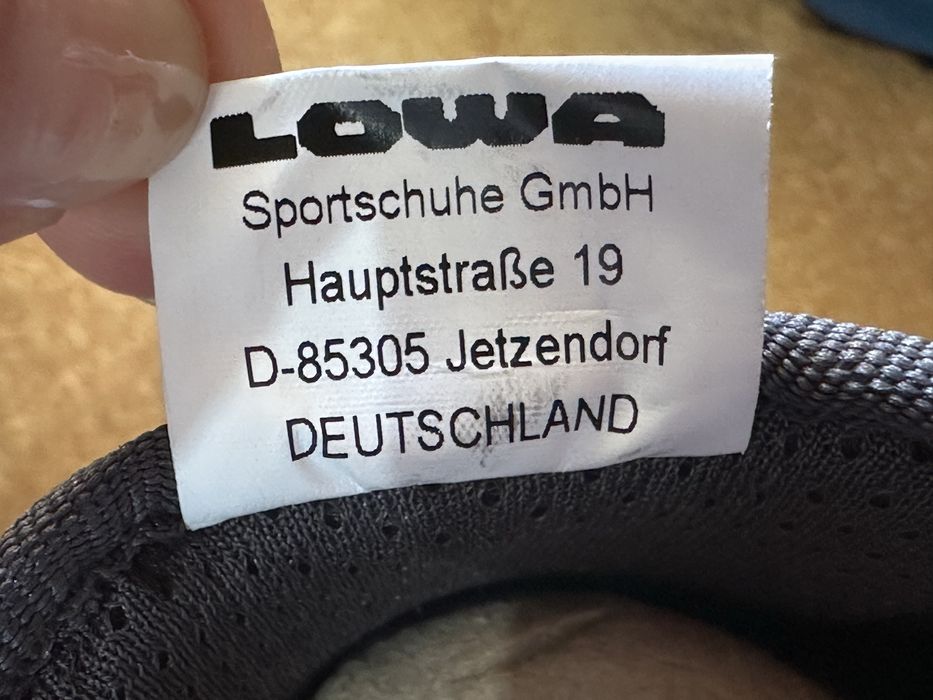 LOWA
Sportschuhe GmbH
Hauptstraße 19
D-85305 Jetzendorf
DEUTSCHLAND